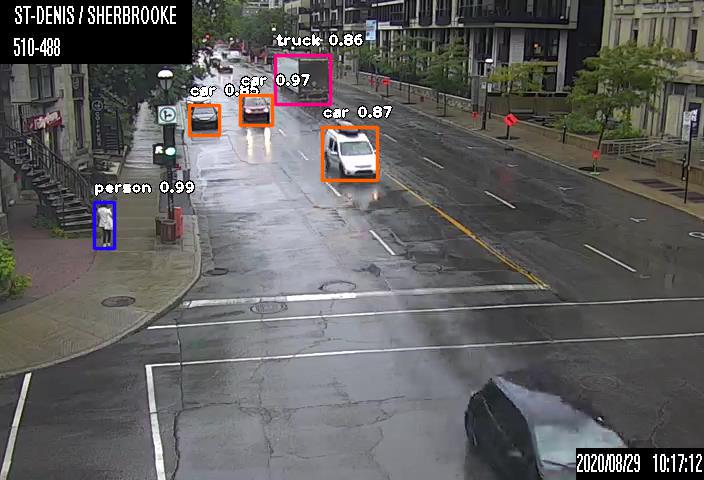 ST-DENIS / SHERBROOKE
510-488
truck 0.86
car 0.97
car 0.85
car 0.87
person 0.99
2020/08/29 10:17:12